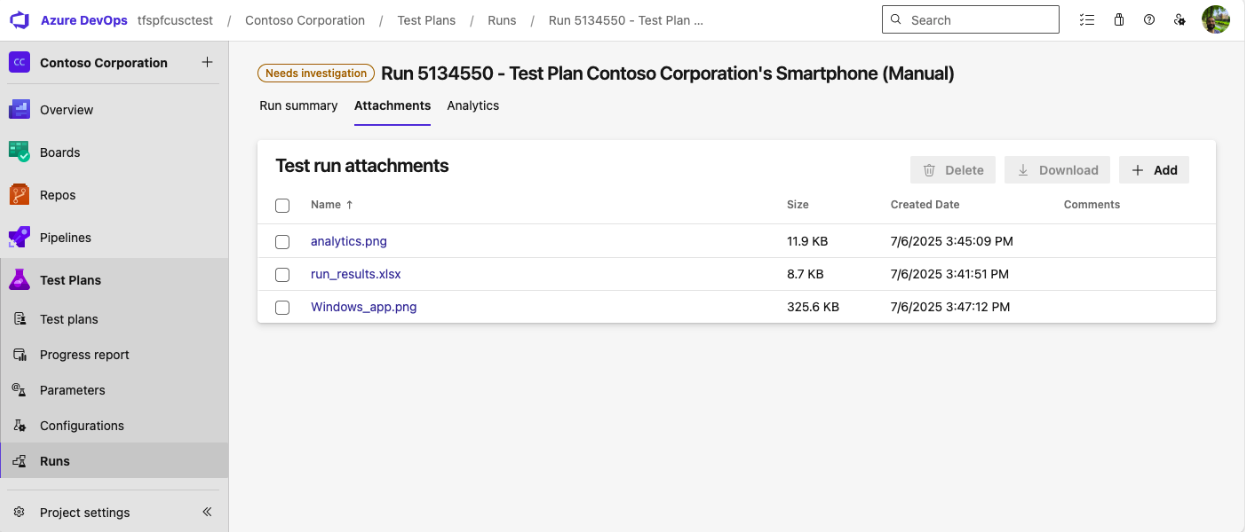 Azure DevOps tfspfcusctest / Contoso Corporation / Test Plans / Runs / Run 5134550 - Test Plan ... Search
CC Contoso Corporation
Overview
Boards
Repos
Pipelines
Test Plans
Test plans
Progress report
Parameters
Configurations
Runs
Project settings
Needs investigation Run 5134550 - Test Plan Contoso Corporation's Smartphone (Manual)
Run summary Attachments Analytics
Test run attachments Delete Download Add
Name ↑ Size Created Date Comments
analytics.png 11.9 KB 7/6/2025 3:45:09 PM
run_results.xlsx 8.7 KB 7/6/2025 3:41:51 PM
Windows_app.png 325.6 KB 7/6/2025 3:47:12 PM